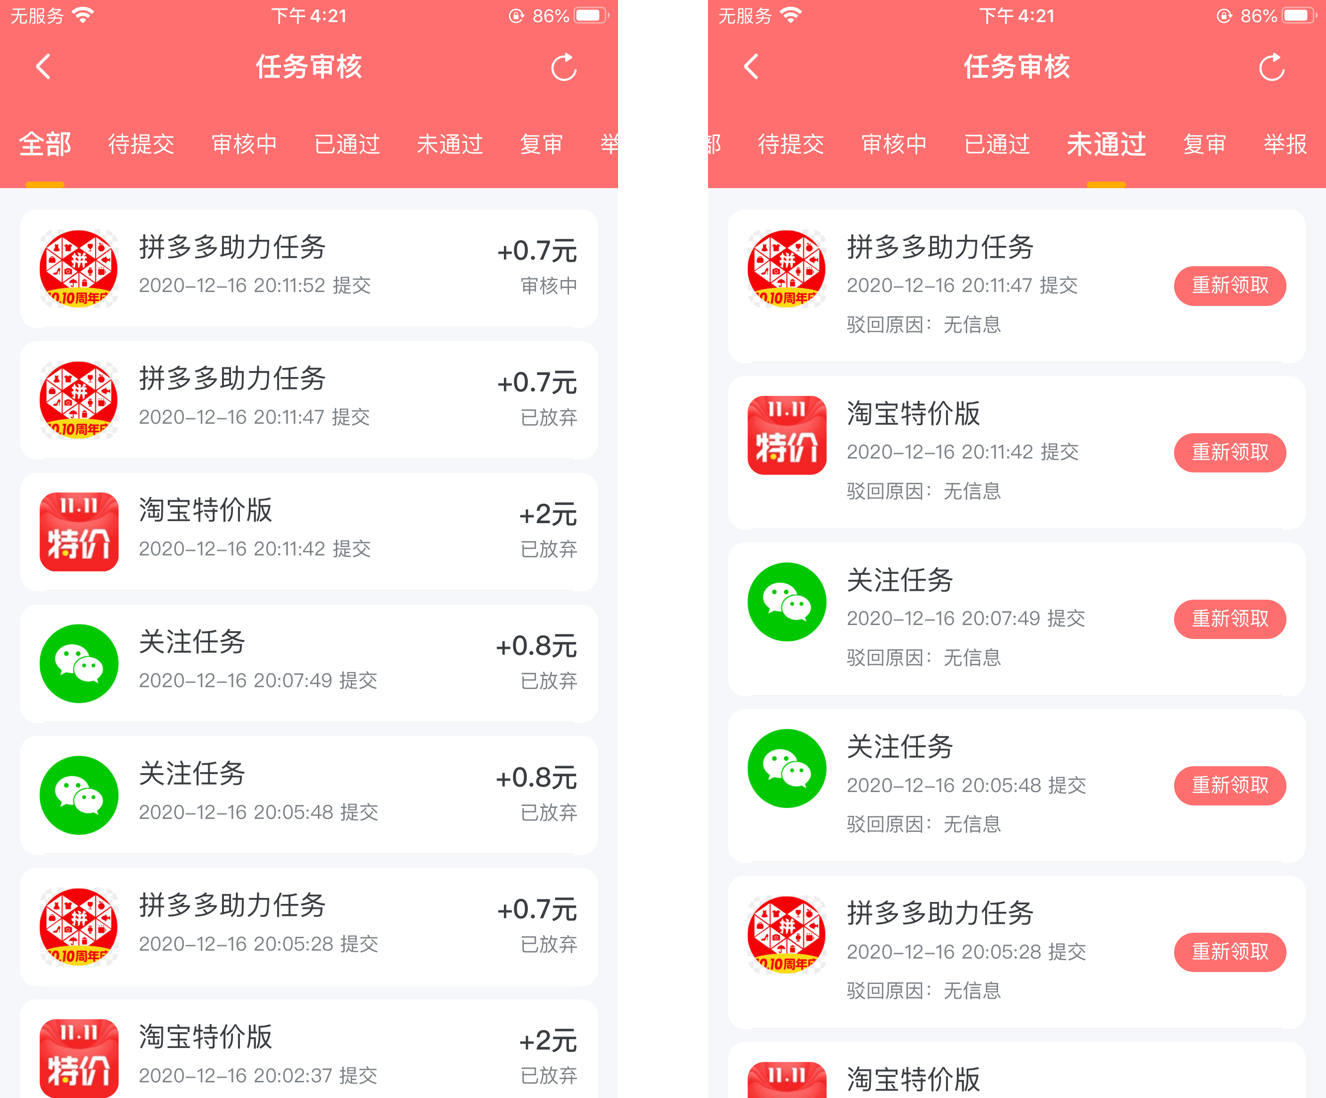 无服务
下午4:21
86%
任务审核
全部 待提交 审核中 已通过 未通过 复审 举
拼多多助力任务
+0.7元
2020-12-16 20:11:52 提交
审核中
拼多多助力任务
+0.7元
2020-12-16 20:11:47 提交
已放弃
淘宝特价版
+2元
2020-12-16 20:11:42 提交
已放弃
关注任务
+0.8元
2020-12-16 20:07:49 提交
已放弃
关注任务
+0.8元
2020-12-16 20:05:48 提交
已放弃
拼多多助力任务
+0.7元
2020-12-16 20:05:28 提交
已放弃
淘宝特价版
+2元
2020-12-16 20:02:37 提交
已放弃
拼
10.10周年庆
拼
10.10周年庆
11.11
特价
拼
10.10周年庆
11.11
特价
无服务
下午4:21
86%
任务审核
部 待提交 审核中 已通过 未通过 复审 举报
拼多多助力任务
2020-12-16 20:11:47 提交
重新领取
驳回原因：无信息
淘宝特价版
2020-12-16 20:11:42 提交
重新领取
驳回原因：无信息
关注任务
2020-12-16 20:07:49 提交
重新领取
驳回原因：无信息
关注任务
2020-12-16 20:05:48 提交
重新领取
驳回原因：无信息
拼多多助力任务
2020-12-16 20:05:28 提交
重新领取
驳回原因：无信息
淘宝特价版
拼
10.10周年庆
11.11
特价
拼
10.10周年庆
11.11